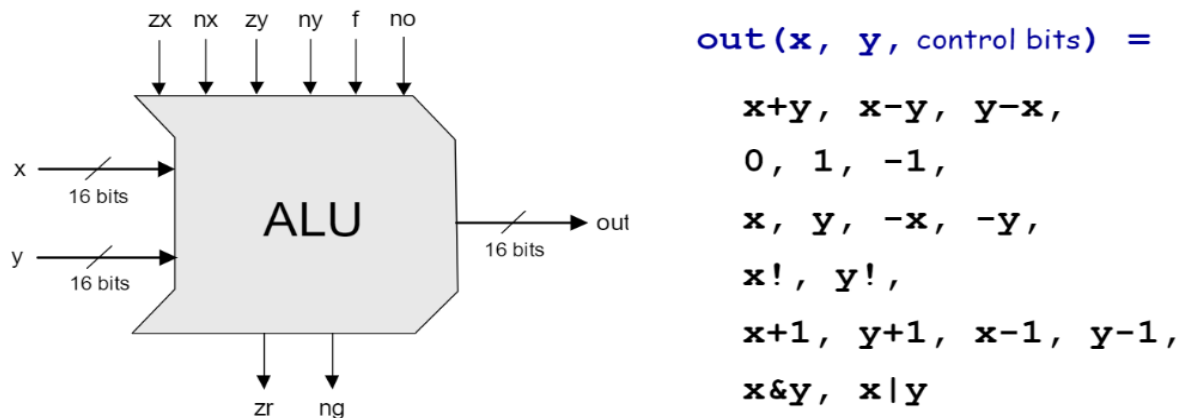 zx nx zy ny f no
x
16 bits
y
16 bits
ALU
16 bits
out
zr ng
out(x, y, control bits) =
x+y, x-y, y-x,
0, 1, -1,
x, y, -x, -y,
x!, y!,
x+1, y+1, x-1, y-1,
x&y, x|y